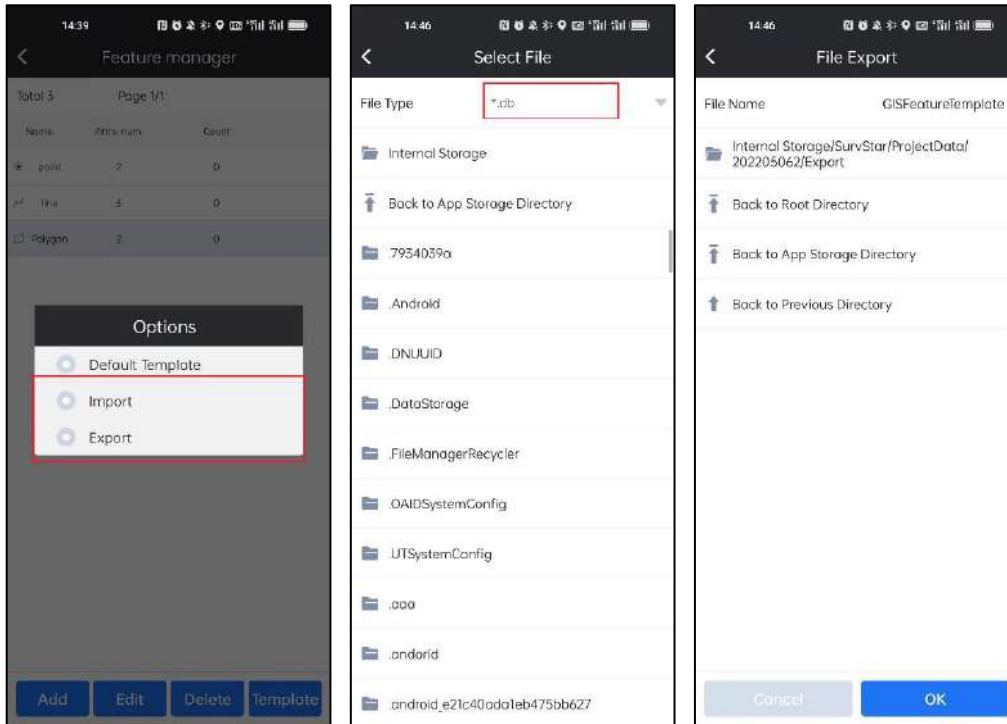 14:39
Feature manager
Total 3 Page 1/1
Name Attrs. num Count
point 2 0
line 3 0
Polygon 2 0
Options
Default Template
Import
Export
Add Edit Delete Template
14:46
Select File
File Type *.db
Internal Storage
Back to App Storage Directory
.7934039a
.Android
.DNUUID
.DataStorage
.FileManagerRecycler
.OAIDSystemConfig
.UTSystemConfig
.aaa
.andorid
.android_e21c40ada1eb475bb627
14:46
File Export
File Name GISFeatureTemplate
Internal Storage/SurvStar/ProjectData/
202205062/Export
Back to Root Directory
Back to App Storage Directory
Back to Previous Directory
Cancel OK